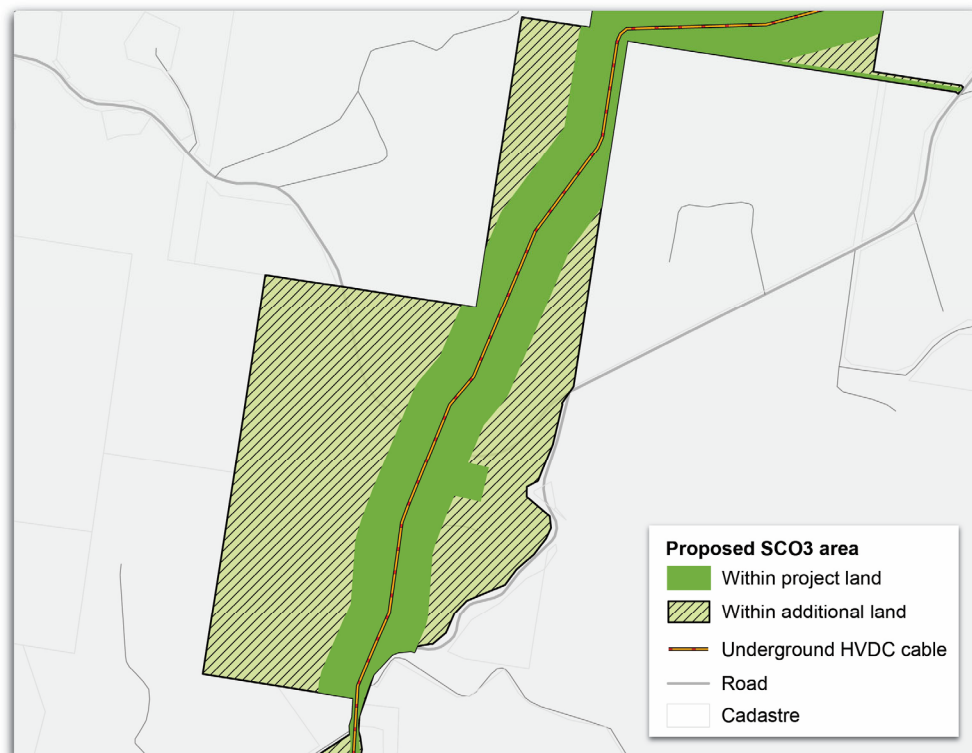 Proposed SCO3 area
Within project land
Within additional land
Underground HVDC cable
Road
Cadastre